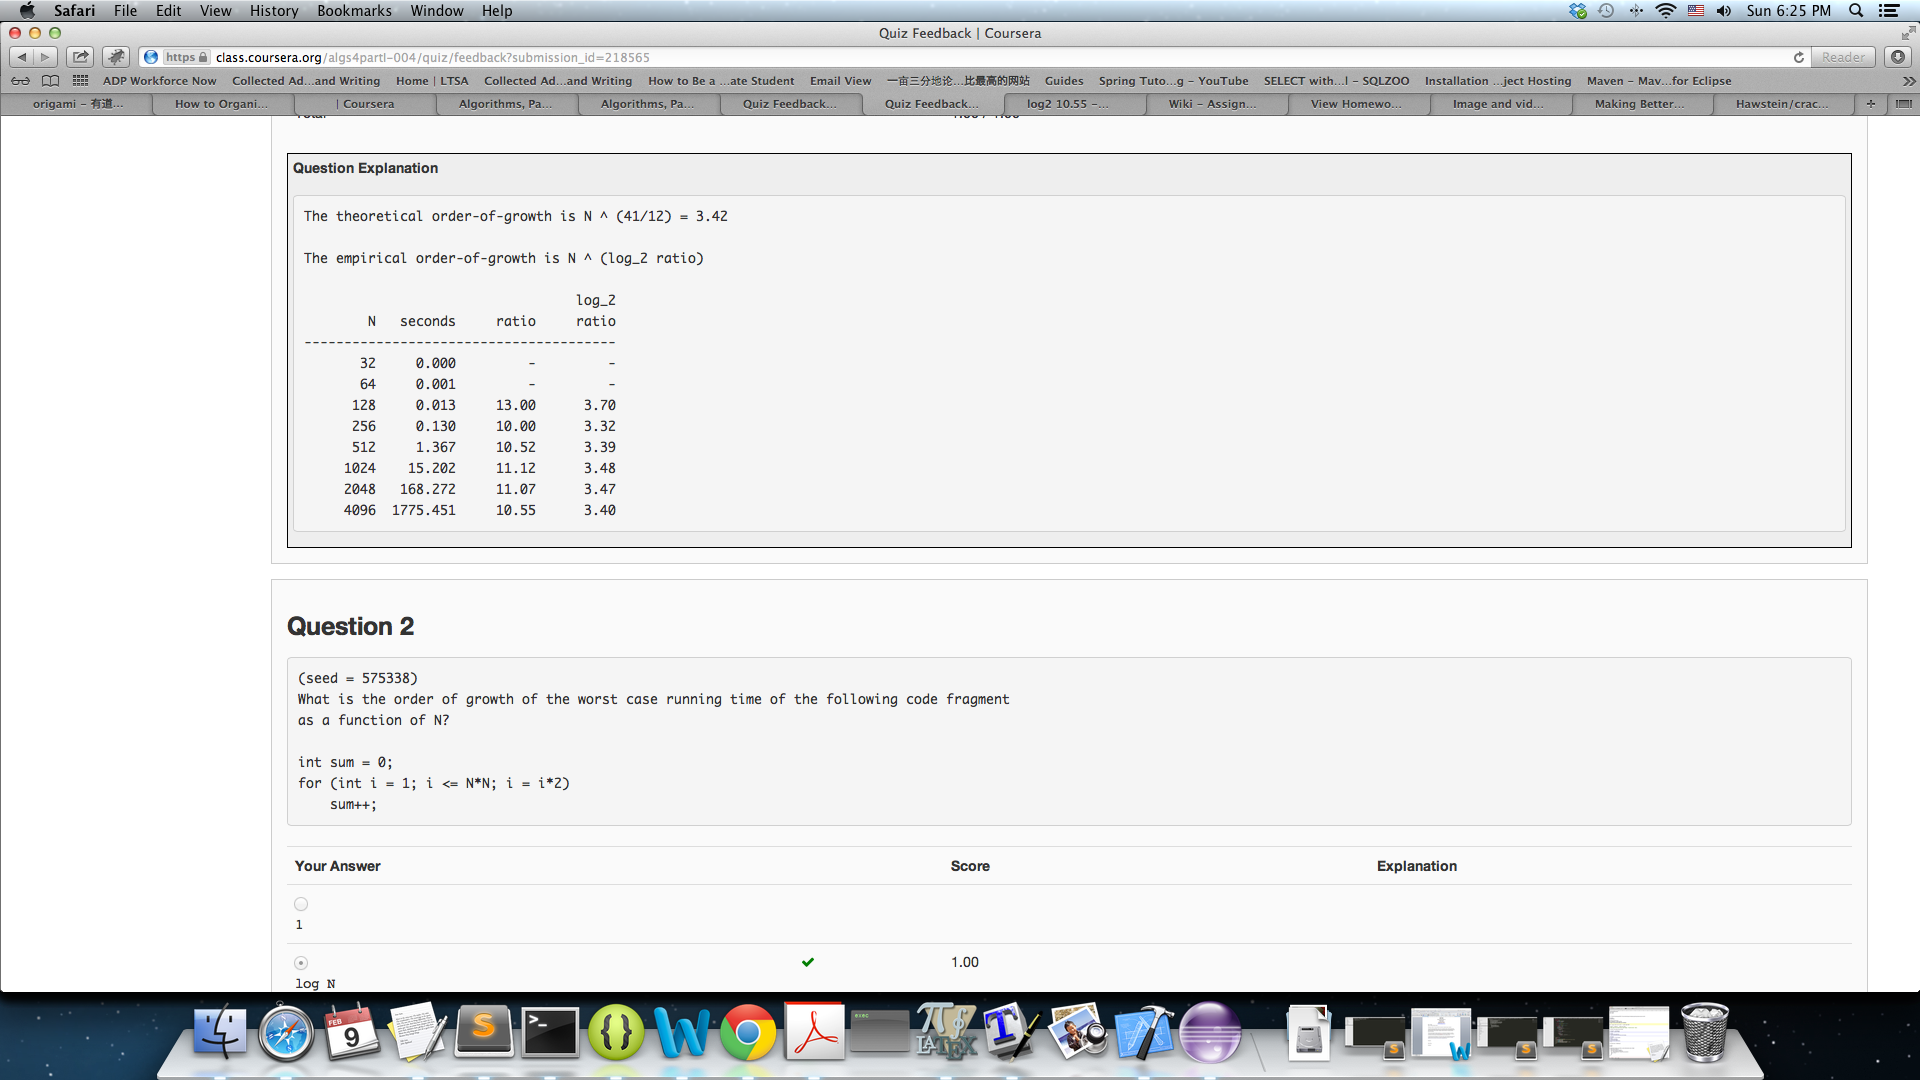 Safari File Edit View History Bookmarks Window Help Sun 6:25 PM
Quiz Feedback | Coursera
https class.coursera.org/algs4partI-004/quiz/feedback?submission_id=218565 Reader
ADP Workforce Now Collected Ad...and Writing Home | LTSA Collected Ad...and Writing How to Be a ...ate Student Email View 一亩三分地论...比最高的网站 Guides Spring Tuto...g – YouTube SELECT with...l – SQLZOO Installation ...ject Hosting Maven – Mav...for Eclipse
origami – 有道... How to Organi... | Coursera Algorithms, Pa... Algorithms, Pa... Quiz Feedback... Quiz Feedback... log2 10.55 –... Wiki – Assign... View Homewo... Image and vid... Making Better... Hawstein/crac...
Question Explanation
The theoretical order-of-growth is N ^ (41/12) = 3.42
The empirical order-of-growth is N ^ (log_2 ratio)
log_2
N seconds ratio ratio
---------------------------------------
32 0.000 - -
64 0.001 - -
128 0.013 13.00 3.70
256 0.130 10.00 3.32
512 1.367 10.52 3.39
1024 15.202 11.12 3.48
2048 168.272 11.07 3.47
4096 1775.451 10.55 3.40
Question 2
(seed = 575338)
What is the order of growth of the worst case running time of the following code fragment
as a function of N?
int sum = 0;
for (int i = 1; i <= N*N; i = i*2)
sum++;
Your Answer Score Explanation
1
1.00
log N
FEB
9